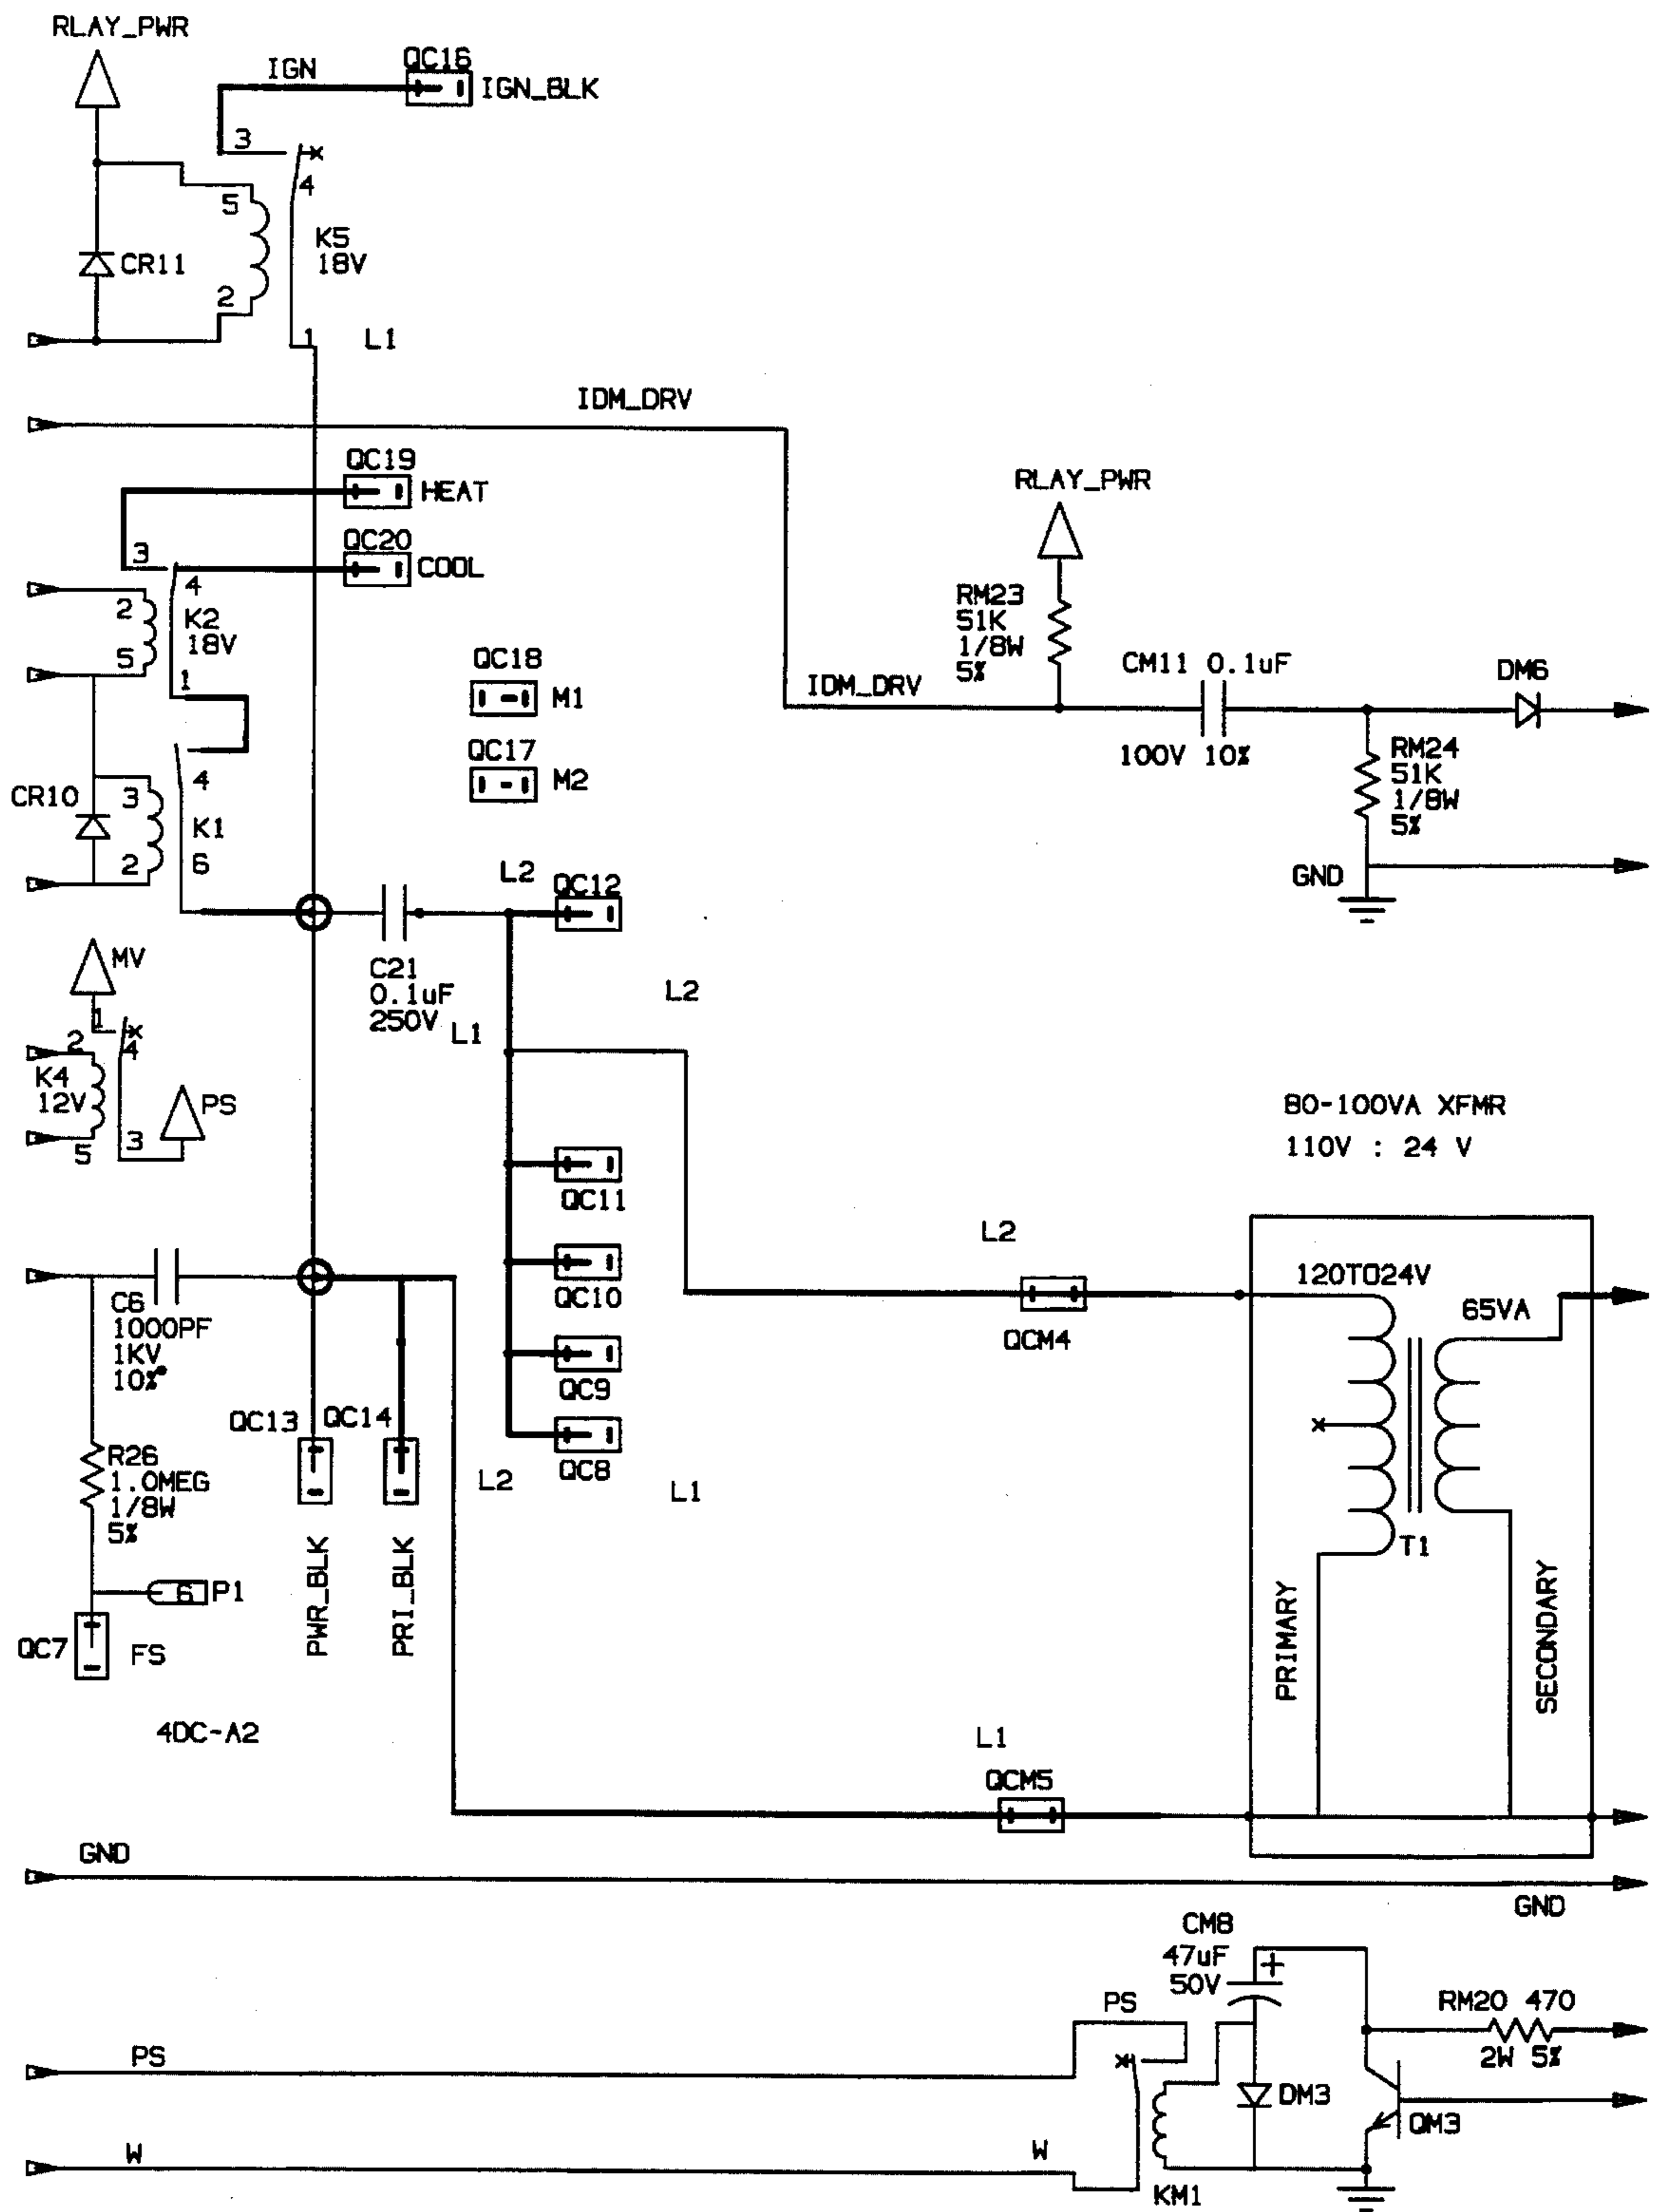 RLAY_PWR
IGN
QC16
IGN_BLK
3
4
5
K5
18V
CR11
2
1
L1
IDM_DRV
QC19
HEAT
QC20
COOL
3
4
2
K2
18V
5
1
QC18
M1
QC17
M2
4
CR10
3
K1
2
6
RLAY_PWR
RM23
51K
1/8W
5%
IDM_DRV
CM11 0.1uF
100V 10%
DM6
RM24
51K
1/8W
5%
GND
L2
QC12
C21
0.1uF
250V
L2
L1
MV
1
2
4
K4
12V
PS
5
3
QC11
QC10
QC9
QC8
80-100VA XFMR
110V : 24 V
L2
QCM4
120TO24V
65VA
T1
PRIMARY
SECONDARY
C6
1000PF
1KV
10%
QC13
QC14
R26
1.0MEG
1/8W
5%
L2
L1
6
P1
PWR_BLK
PRI_BLK
QC7
FS
4DC-A2
L1
QCM5
GND
GND
CM8
47uF
50V
+
PS
PS
RM20 470
2W 5%
DM3
QM3
W
W
KM1